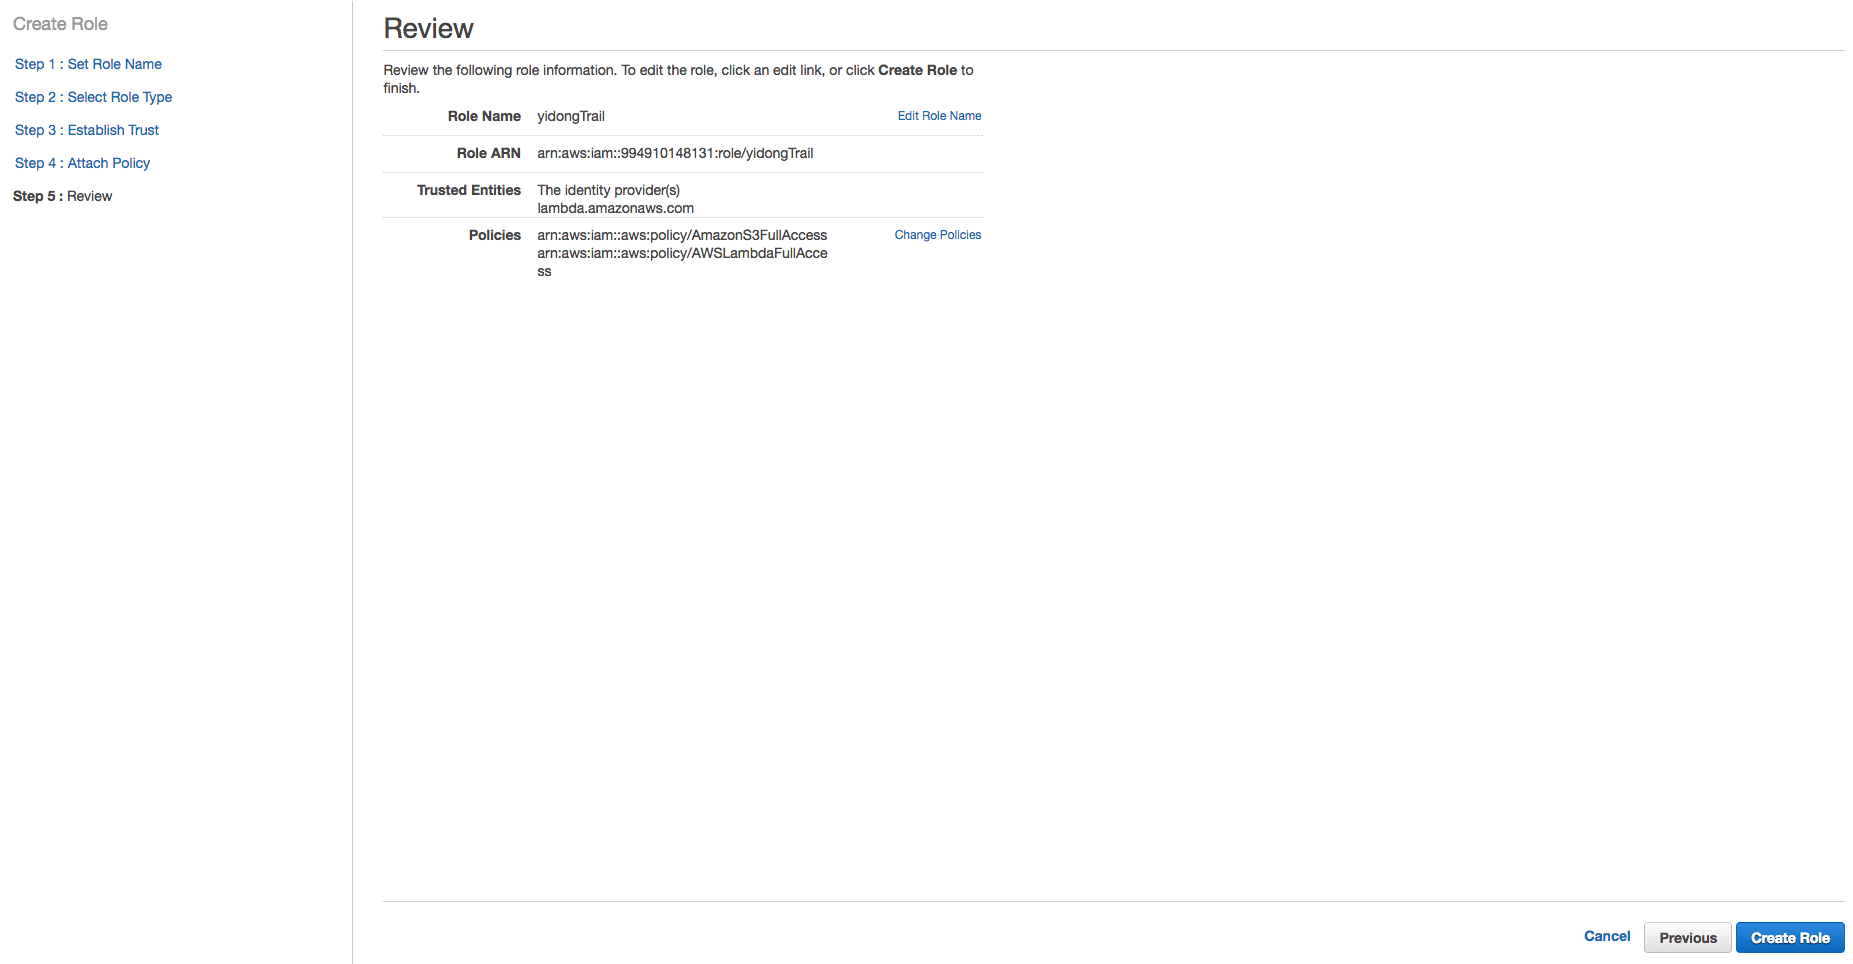 Create Role
Step 1 : Set Role Name
Step 2 : Select Role Type
Step 3 : Establish Trust
Step 4 : Attach Policy
Step 5 : Review
Review
Review the following role information. To edit the role, click an edit link, or click Create Role to
finish.
Role Name yidongTrail Edit Role Name
Role ARN arn:aws:iam::994910148131:role/yidongTrail
Trusted Entities The identity provider(s)
lambda.amazonaws.com
Policies arn:aws:iam::aws:policy/AmazonS3FullAccess Change Policies
arn:aws:iam::aws:policy/AWSLambdaFullAcce
ss
Cancel Previous Create Role